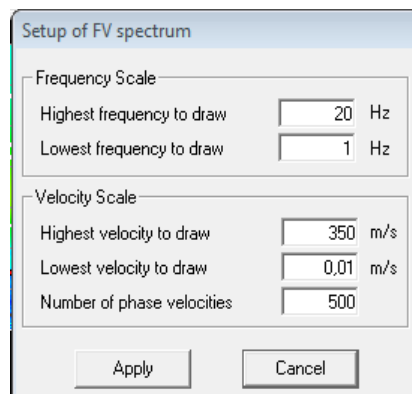 Setup of FV spectrum
Frequency Scale
Highest frequency to draw 20 Hz
Lowest frequency to draw 1 Hz
Velocity Scale
Highest velocity to draw 350 m/s
Lowest velocity to draw 0,01 m/s
Number of phase velocities 500
Apply Cancel